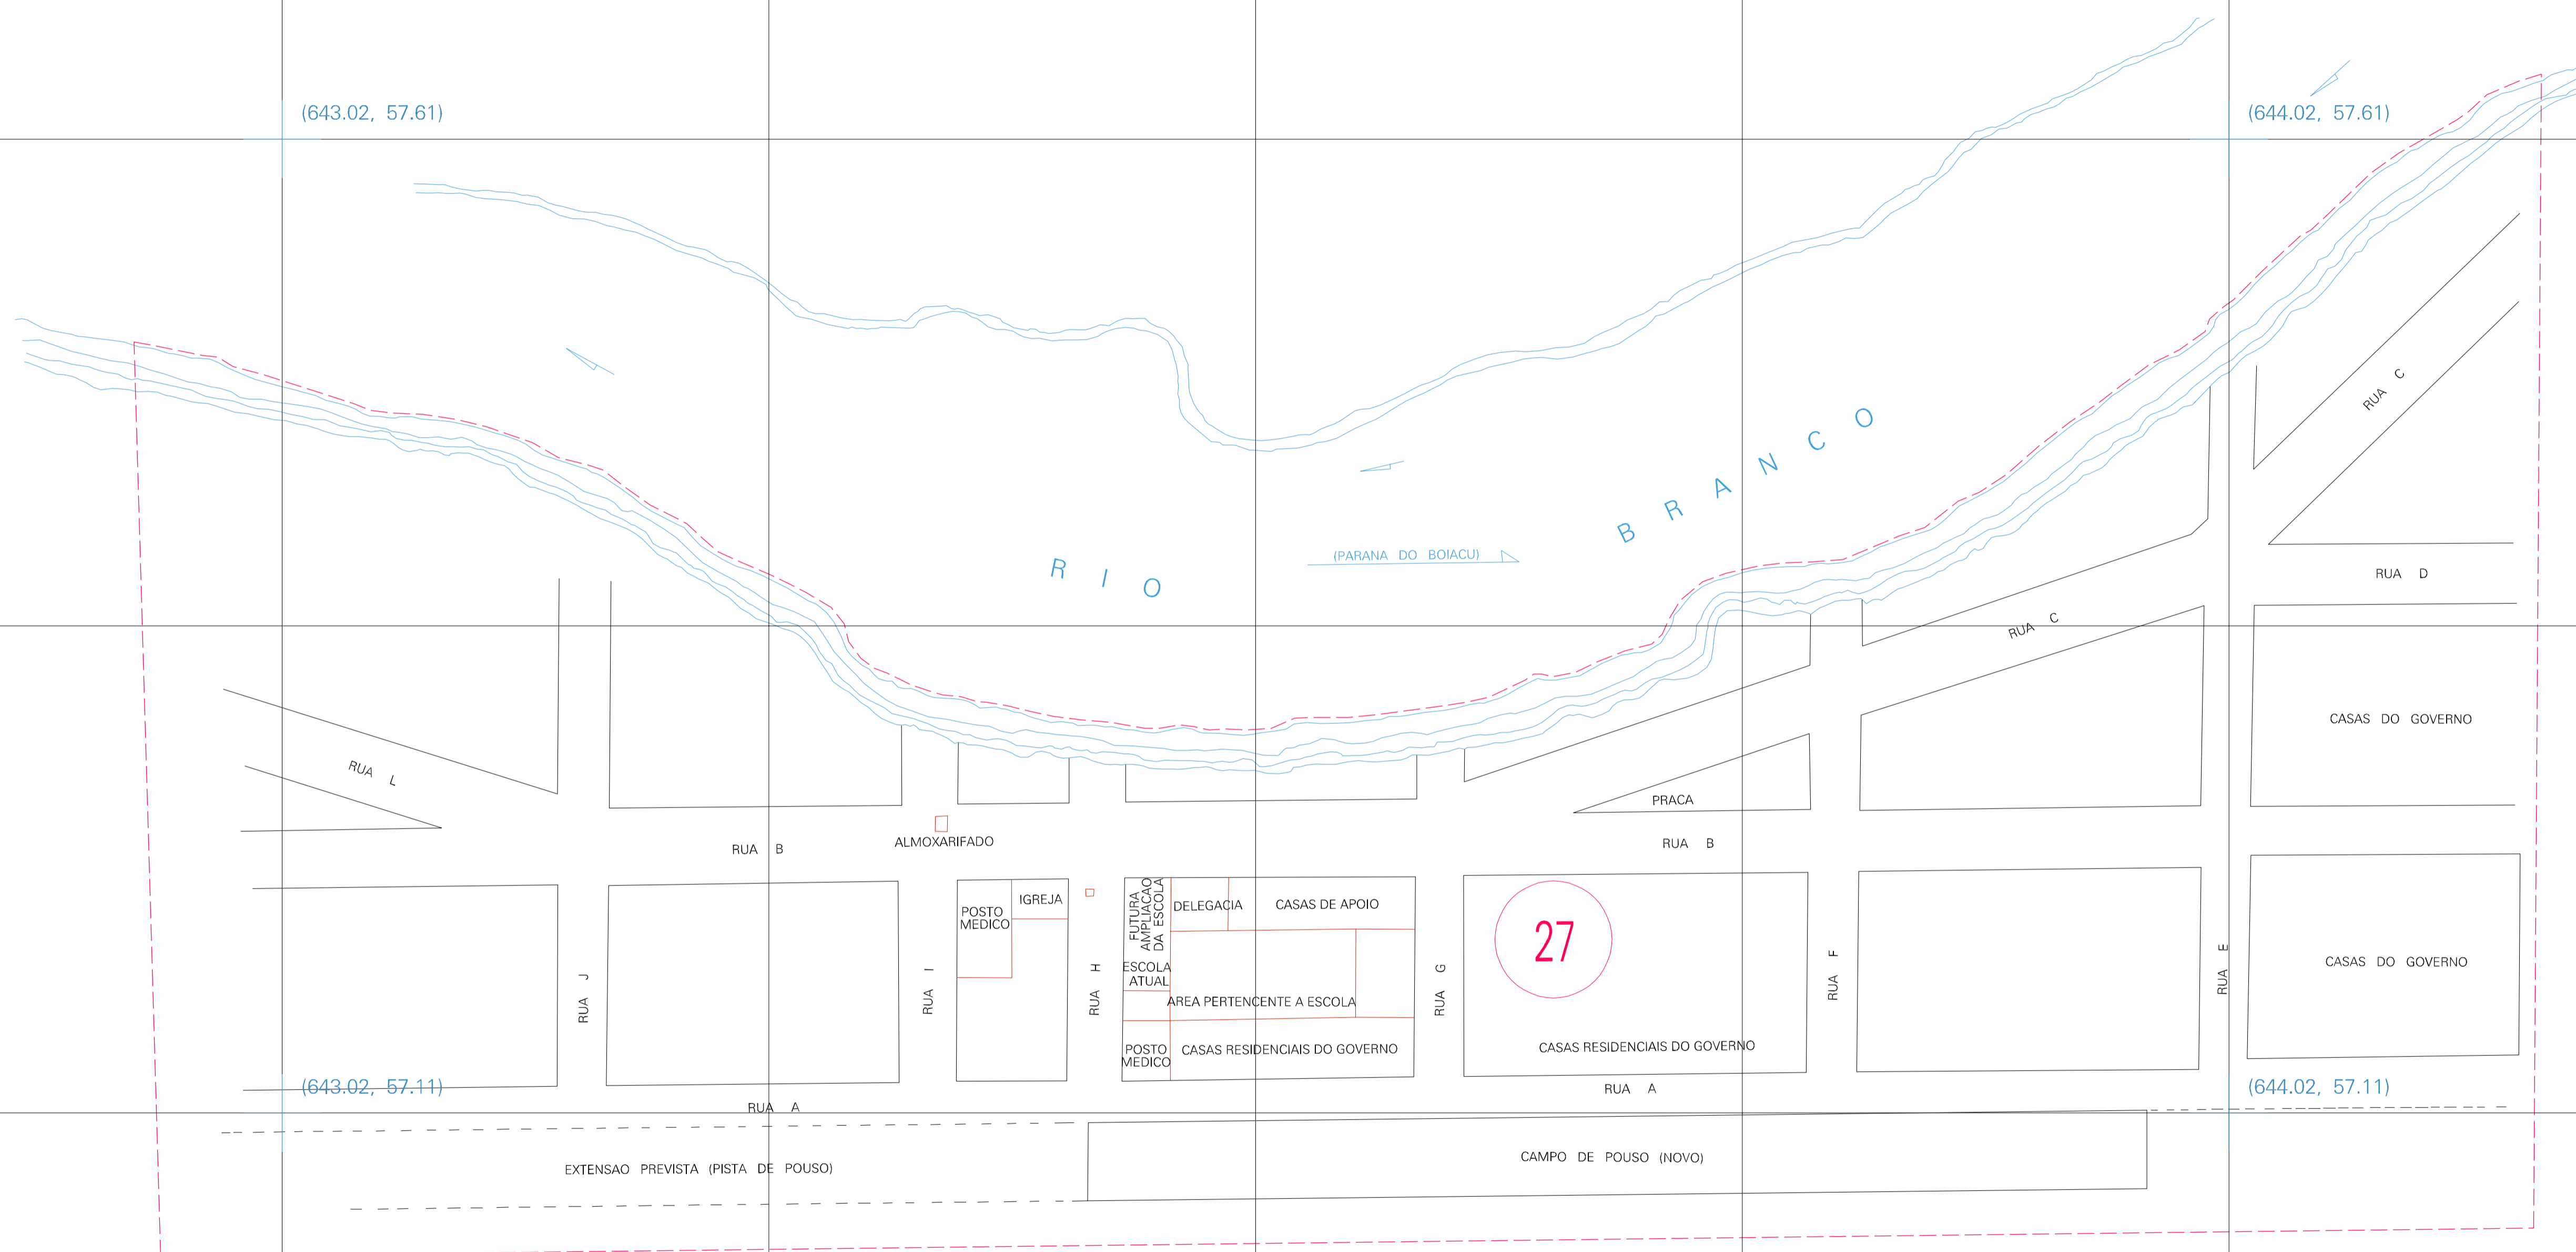 (643.02, 57.61)
(644.02, 57.61)
RUA C
RIO BRANCO
(PARANA DO BOIACU)
RUA D
RUA C
CASAS DO GOVERNO
RUA L
PRACA
ALMOXARIFADO
RUA B
RUA B
POSTO
MEDICO
IGREJA
FUTURA
AMPLIACAO
DA ESCOLA
DELEGACIA
CASAS DE APOIO
27
ESCOLA
ATUAL
AREA PERTENCENTE A ESCOLA
RUA J
RUA I
RUA H
RUA G
RUA F
RUA E
CASAS DO GOVERNO
POSTO
MEDICO
CASAS RESIDENCIAIS DO GOVERNO
CASAS RESIDENCIAIS DO GOVERNO
(643.02, 57.11)
(644.02, 57.11)
RUA A
RUA A
EXTENSAO PREVISTA (PISTA DE POUSO)
CAMPO DE POUSO (NOVO)